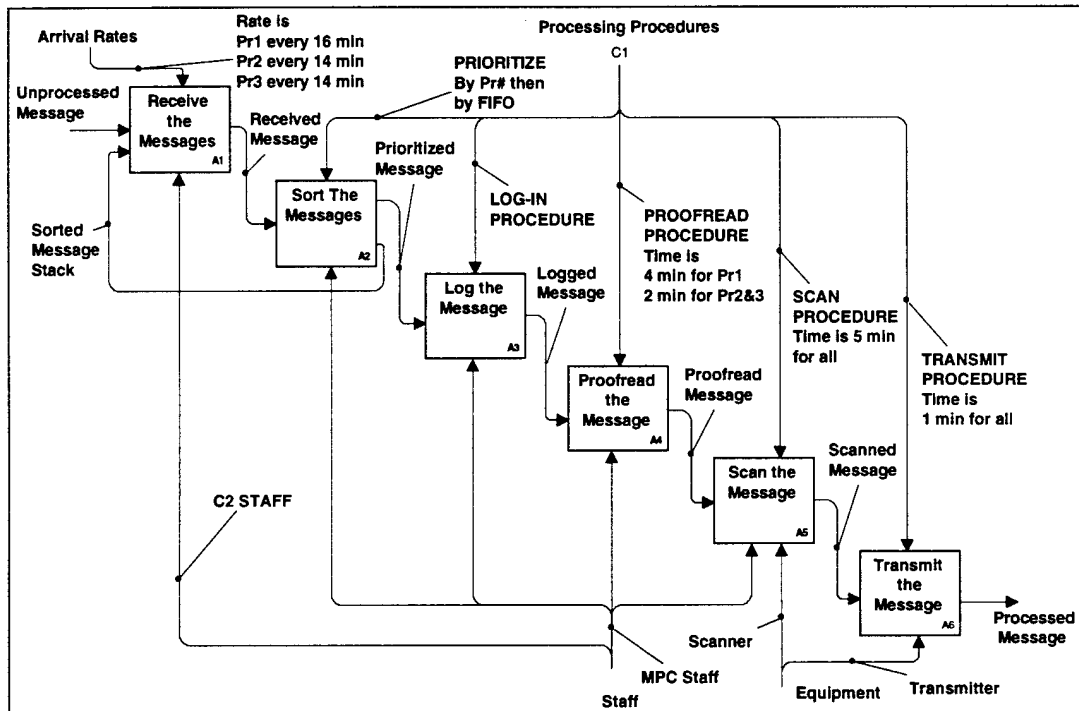 Arrival Rates
Rate is
Pr1 every 16 min
Pr2 every 14 min
Pr3 every 14 min
Processing Procedures
C1
PRIORITIZE
By Pr# then
by FIFO
Unprocessed
Message
Receive
the
Messages
A1
Received
Message
Prioritized
Message
Sort The
Messages
A2
Sorted
Message
Stack
LOG-IN
PROCEDURE
PROOFREAD
PROCEDURE
Time is
4 min for Pr1
2 min for Pr2&3
SCAN
PROCEDURE
Time is 5 min
for all
TRANSMIT
PROCEDURE
Time is
1 min for all
Log the
Message
A3
Logged
Message
Proofread
the
Message
A4
Proofread
Message
Scan the
Message
A5
Scanned
Message
Transmit
the
Message
A6
Processed
Message
C2 STAFF
MPC Staff
Staff
Scanner
Equipment
Transmitter